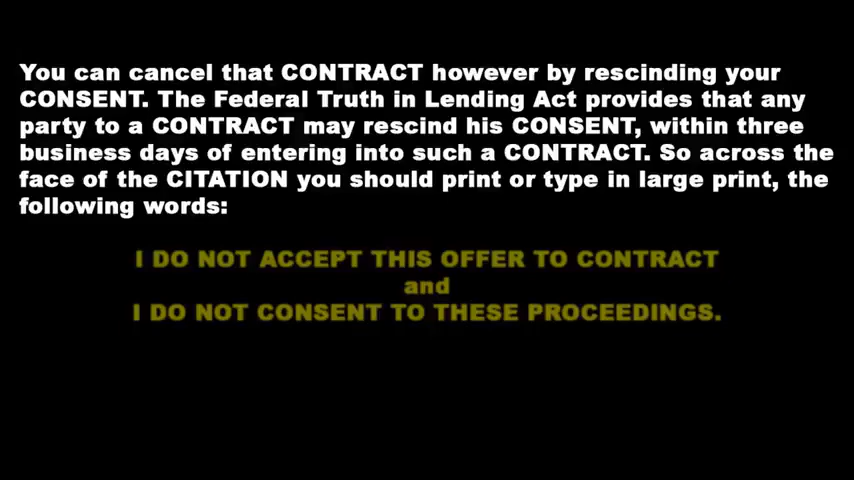 You can cancel that CONTRACT however by rescinding your
CONSENT. The Federal Truth in Lending Act provides that any
party to a CONTRACT may rescind his CONSENT, within three
business days of entering into such a CONTRACT. So across the
face of the CITATION you should print or type in large print, the
following words:
I DO NOT ACCEPT THIS OFFER TO CONTRACT
and
I DO NOT CONSENT TO THESE PROCEEDINGS.